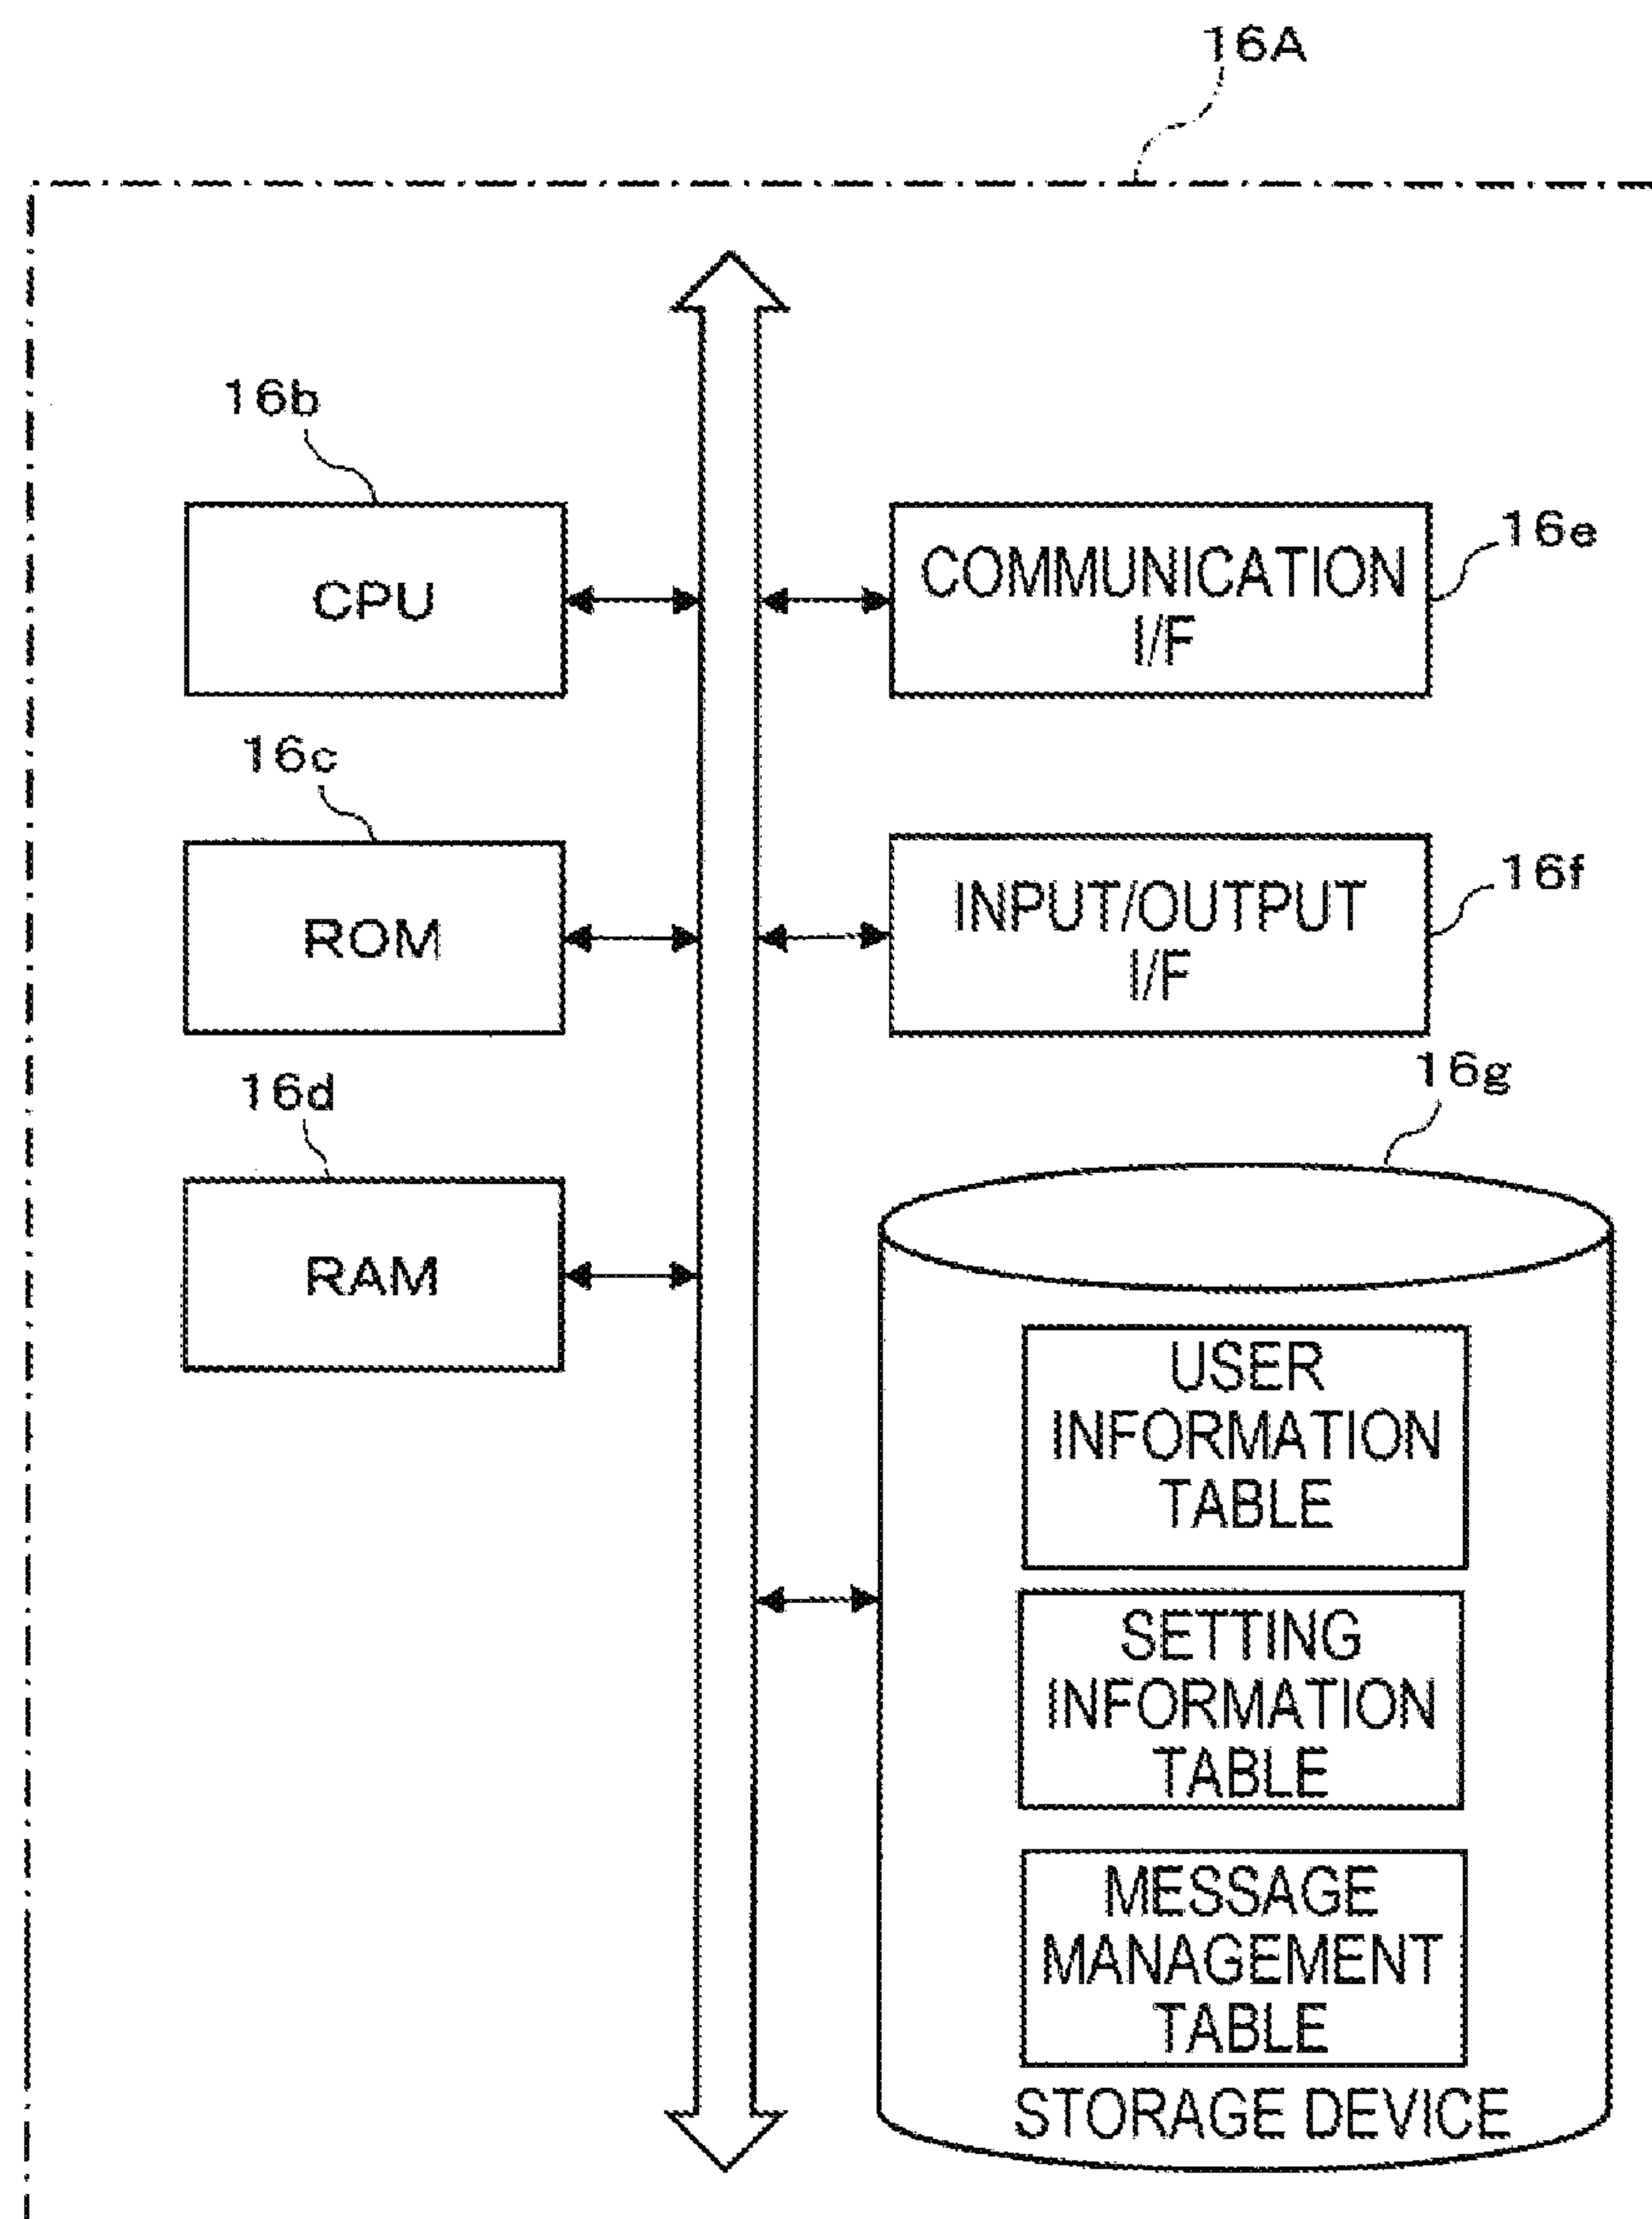 16A
16b
CPU
16e
COMMUNICATION
I/F
16c
ROM
16f
INPUT/OUTPUT
I/F
16d
RAM
16g
USER
INFORMATION
TABLE
SETTING
INFORMATION
TABLE
MESSAGE
MANAGEMENT
TABLE
STORAGE DEVICE